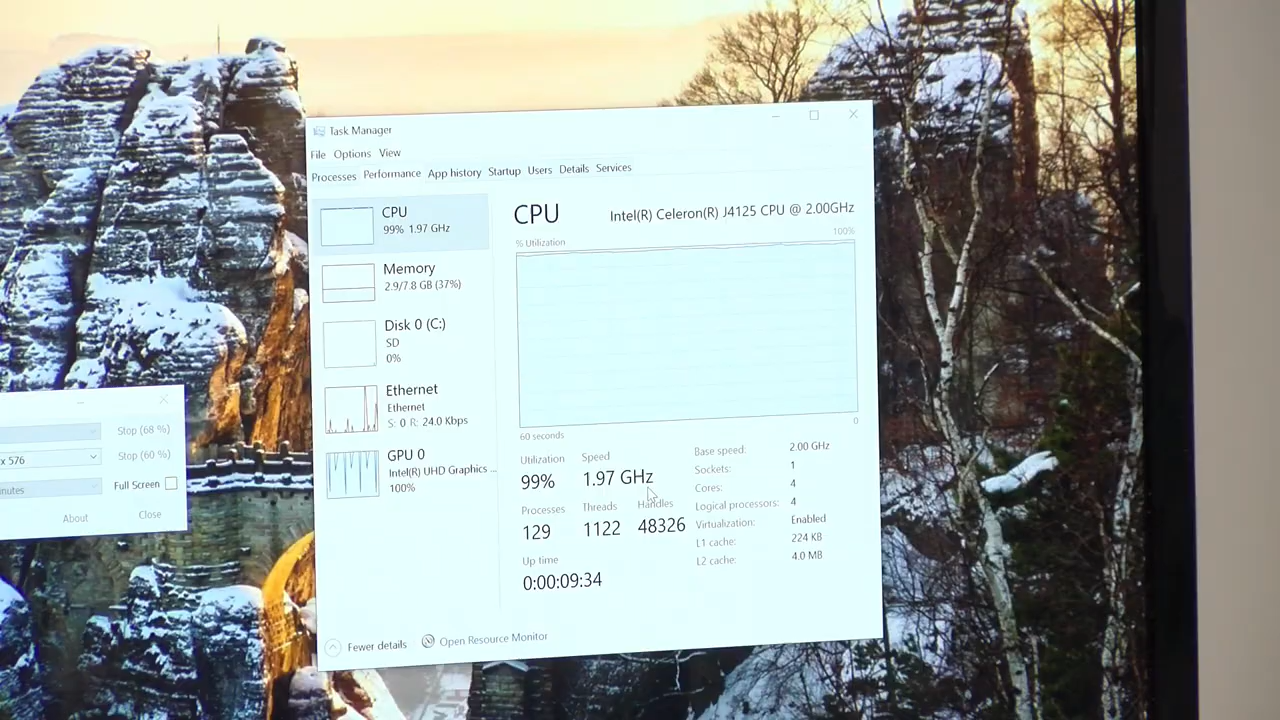 Task Manager
File Options View
Processes Performance App history Startup Users Details Services
CPU
99% 1.97 GHz
Memory
2.9/7.8 GB (37%)
Disk 0 (C:)
SD
0%
Ethernet
Ethernet
S: 0 R: 24.0 Kbps
GPU 0
Intel(R) UHD Graphics ...
100%
CPU Intel(R) Celeron(R) J4125 CPU @ 2.00GHz
% Utilization 100%
60 seconds 0
Utilization Speed
99% 1.97 GHz
Processes Threads Handles
129 1122 48326
Up time
0:00:09:34
Base speed: 2.00 GHz
Sockets: 1
Cores: 4
Logical processors: 4
Virtualization: Enabled
L1 cache: 224 KB
L2 cache: 4.0 MB
Fewer details Open Resource Monitor
Stop (68 %)
x 576 Stop (60 %)
inutes Full Screen
About Close